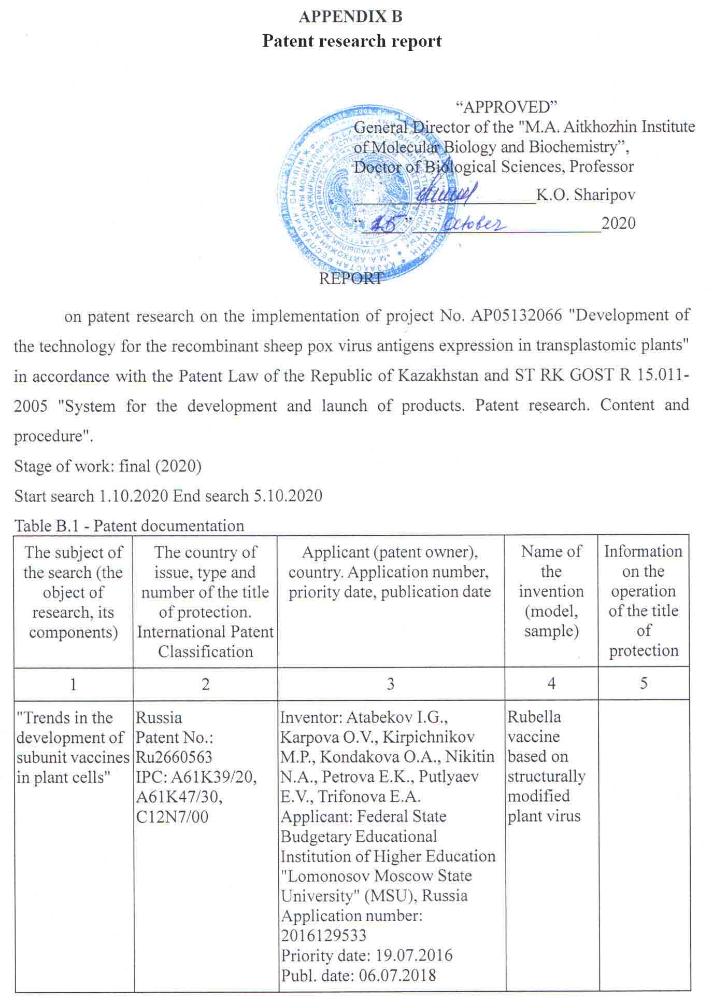 APPENDIX B
Patent research report
“APPROVED”
General Director of the "M.A. Aitkhozhin Institute
of Molecular Biology and Biochemistry”,
Doctor of Biological Sciences, Professor
K.O. Sharipov
“ ” October 2020
REPORT
on patent research on the implementation of project No. AP05132066 "Development of
the technology for the recombinant sheep pox virus antigens expression in transplastomic plants"
in accordance with the Patent Law of the Republic of Kazakhstan and ST RK GOST R 15.011-
2005 "System for the development and launch of products. Patent research. Content and
procedure".
Stage of work: final (2020)
Start search 1.10.2020 End search 5.10.2020
Table B.1 - Patent documentation
The subject of
the search (the
object of
research, its
components)
The country of
issue, type and
number of the title
of protection.
International Patent
Classification
Applicant (patent owner),
country. Application number,
priority date, publication date
Name of
the
invention
(model,
sample)
Information
on the
operation
of the title
of
protection
1
2
3
4
5
"Trends in the
development of
subunit vaccines
in plant cells"
Russia
Patent No.:
Ru2660563
IPC: A61K39/20,
A61K47/30,
C12N7/00
Inventor: Atabekov I.G.,
Karpova O.V., Kirpichnikov
M.P., Kondakova O.A., Nikitin
N.A., Petrova E.K., Putlyaev
E.V., Trifonova E.A.
Applicant: Federal State
Budgetary Educational
Institution of Higher Education
"Lomonosov Moscow State
University" (MSU), Russia
Application number:
2016129533
Priority date: 19.07.2016
Publ. date: 06.07.2018
Rubella
vaccine
based on
structurally
modified
plant virus